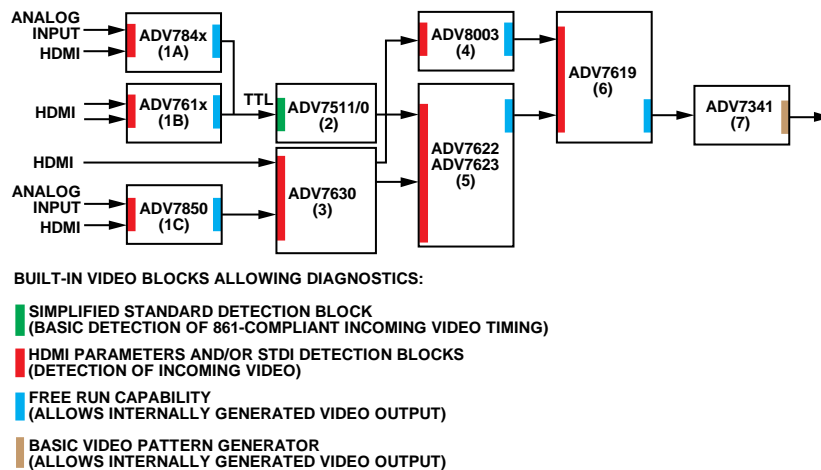 ANALOG
INPUT
HDMI
ADV784x
(1A)
HDMI
ADV761x
(1B)
TTL
ADV7511/0
(2)
HDMI
ADV7630
(3)
ANALOG
INPUT
HDMI
ADV7850
(1C)
ADV8003
(4)
ADV7622
ADV7623
(5)
ADV7619
(6)
ADV7341
(7)
BUILT-IN VIDEO BLOCKS ALLOWING DIAGNOSTICS:
SIMPLIFIED STANDARD DETECTION BLOCK
(BASIC DETECTION OF 861-COMPLIANT INCOMING VIDEO TIMING)
HDMI PARAMETERS AND/OR STDI DETECTION BLOCKS
(DETECTION OF INCOMING VIDEO)
FREE RUN CAPABILITY
(ALLOWS INTERNALLY GENERATED VIDEO OUTPUT)
BASIC VIDEO PATTERN GENERATOR
(ALLOWS INTERNALLY GENERATED VIDEO OUTPUT)